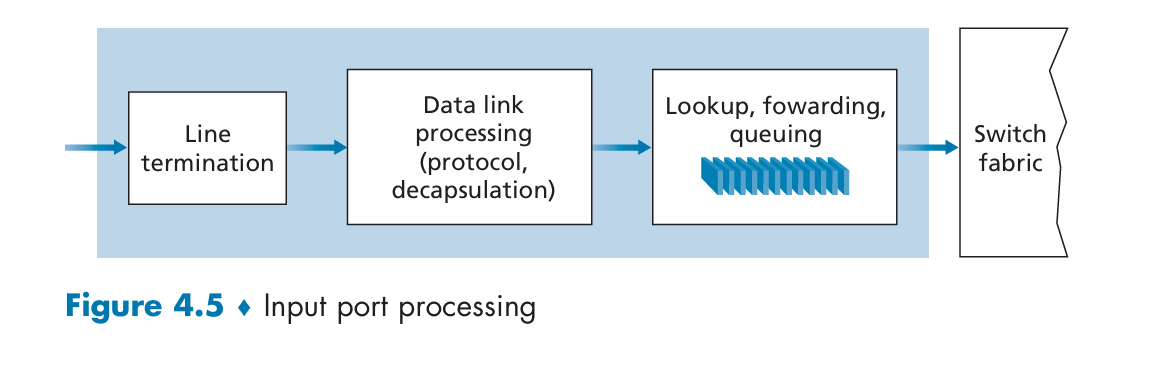 Line
termination
Data link
processing
(protocol,
decapsulation)
Lookup, fowarding,
queuing
Switch
fabric
Figure 4.5 ♦ Input port processing